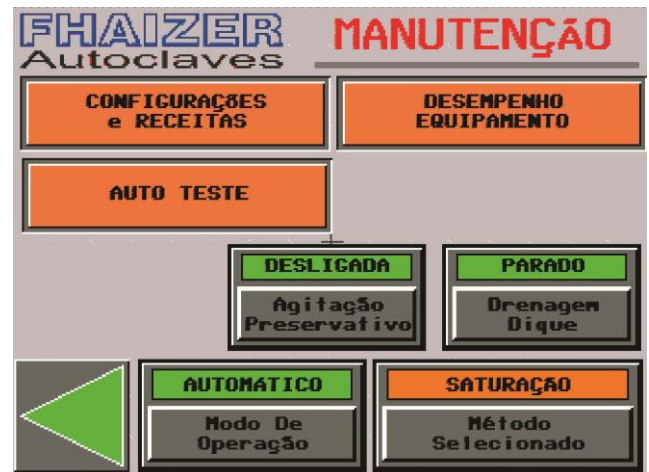 FHAIZER
Autoclaves
MANUTENÇÃO
CONFIGURAÇÕES
e RECEITAS
DESEMPENHO
EQUIPAMENTO
AUTO TESTE
DESLIGADA
Agitação
Preservativo
PARADO
Drenagem
Dique
AUTOMÁTICO
Modo De
Operação
SATURAÇÃO
Método
Selecionado